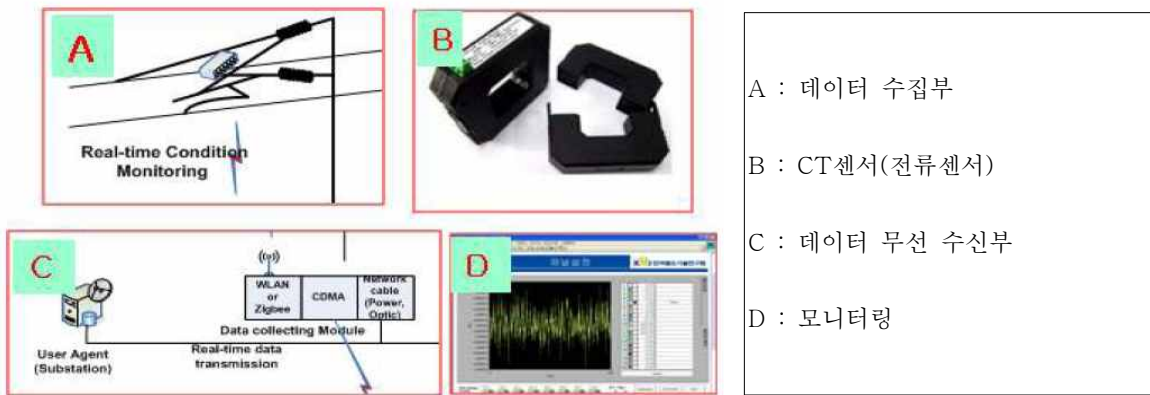 A
Real-time Condition
Monitoring
B
C
WLAN
or
Zigbee
CDMA
Network
cable
(Power,
Optic)
Data collecting Module
User Agent
(Substation)
Real-time data
transmission
D
A : 데이터 수집부
B : CT센서(전류센서)
C : 데이터 무선 수신부
D : 모니터링